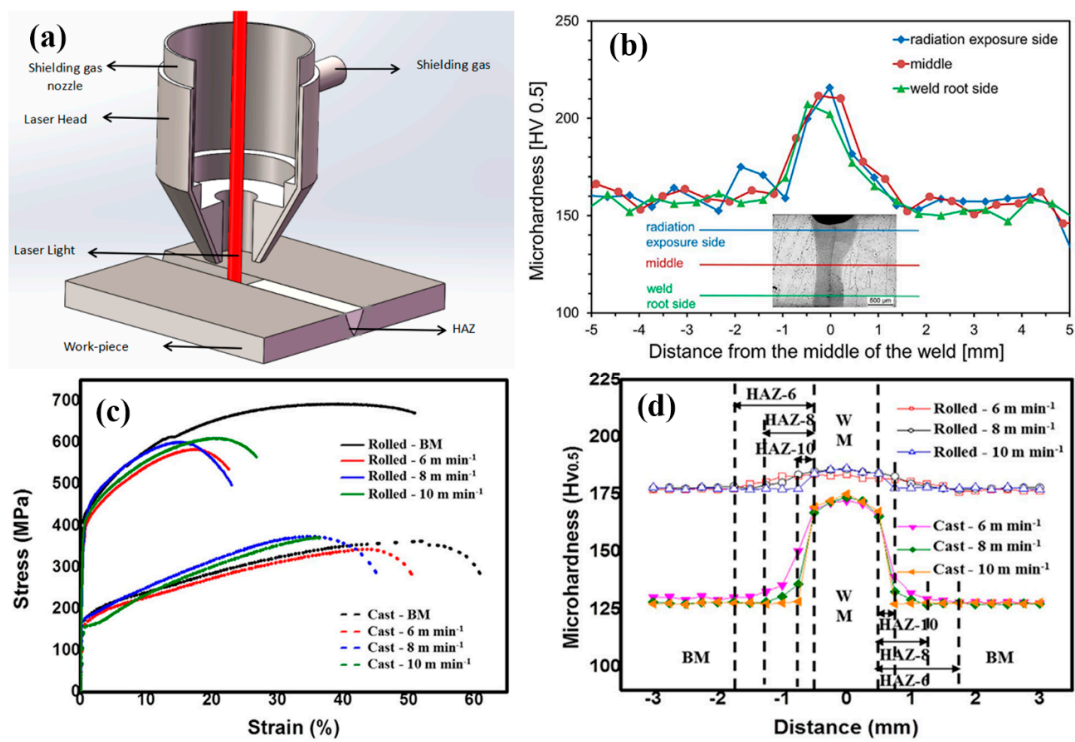 (a)
Shielding gas
nozzle
Shielding gas
Laser Head
Laser Light
HAZ
Work-piece
(b)
250
200
150
100
Microhardness [HV 0.5]
radiation exposure side
middle
weld root side
radiation
exposure side
middle
weld
root side
500 µm
-5 -4 -3 -2 -1 0 1 2 3 4 5
Distance from the middle of the weld [mm]
(c)
700
600
500
400
300
200
100
0
Stress (MPa)
Rolled - BM
Rolled - 6 m min-1
Rolled - 8 m min-1
Rolled - 10 m min-1
Cast - BM
Cast - 6 m min-1
Cast - 8 m min-1
Cast - 10 m min-1
0 10 20 30 40 50 60
Strain (%)
(d)
225
200
175
150
125
100
Microhardness (Hv0.5)
HAZ-6
HAZ-8
HAZ-10
W
M
Rolled - 6 m min-1
Rolled - 8 m min-1
Rolled - 10 m min-1
Cast - 6 m min-1
Cast - 8 m min-1
Cast - 10 m min-1
W
M
HAZ-10
HAZ-8
HAZ-6
BM
BM
-3 -2 -1 0 1 2 3
Distance (mm)